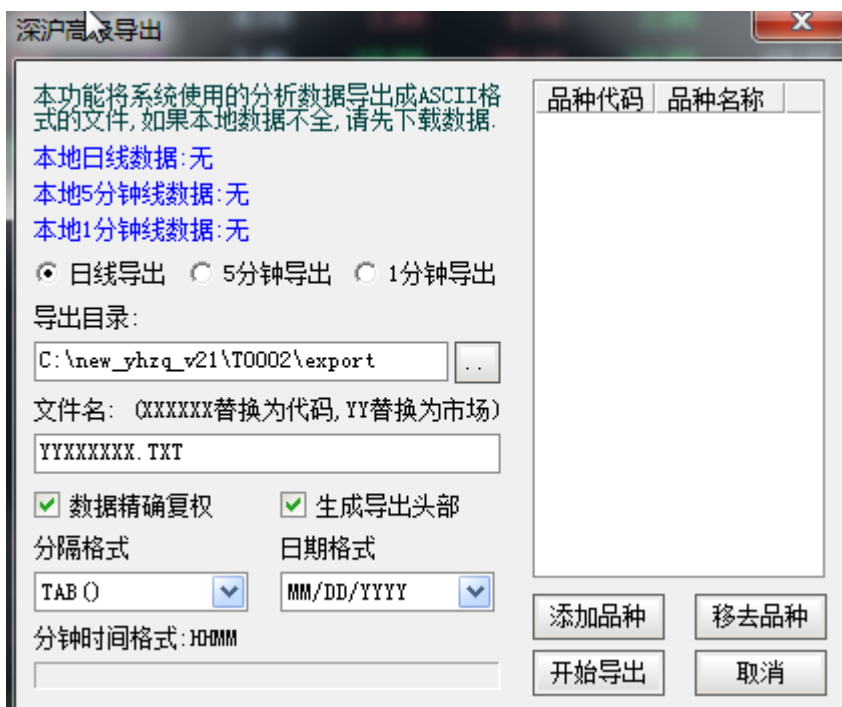 深沪高级导出
本功能将系统使用的分析数据导出成ASCII格
式的文件,如果本地数据不全,请先下载数据.
本地日线数据:无
本地5分钟线数据:无
本地1分钟线数据:无
日线导出 5分钟导出 1分钟导出
导出目录:
C:\new_yhzq_v21\T0002\export
..
文件名: (XXXXXX替换为代码,YY替换为市场)
YYXXXXXX.TXT
数据精确复权 生成导出头部
分隔格式 日期格式
TAB() MM/DD/YYYY
分钟时间格式:HHMM
品种代码 品种名称
添加品种 移去品种
开始导出 取消